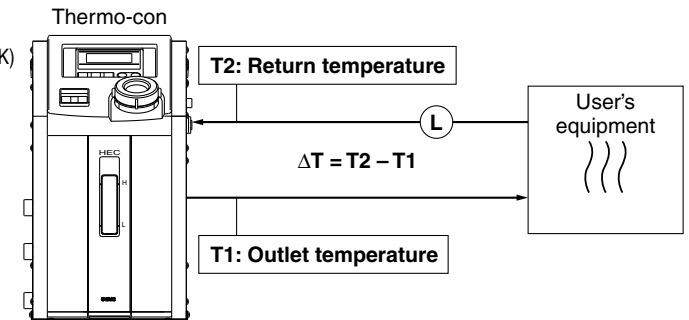 Thermo-con
K)
T2: Return temperature
User's
equipment
L
ΔT = T2 – T1
HEC
H
L
T1: Outlet temperature